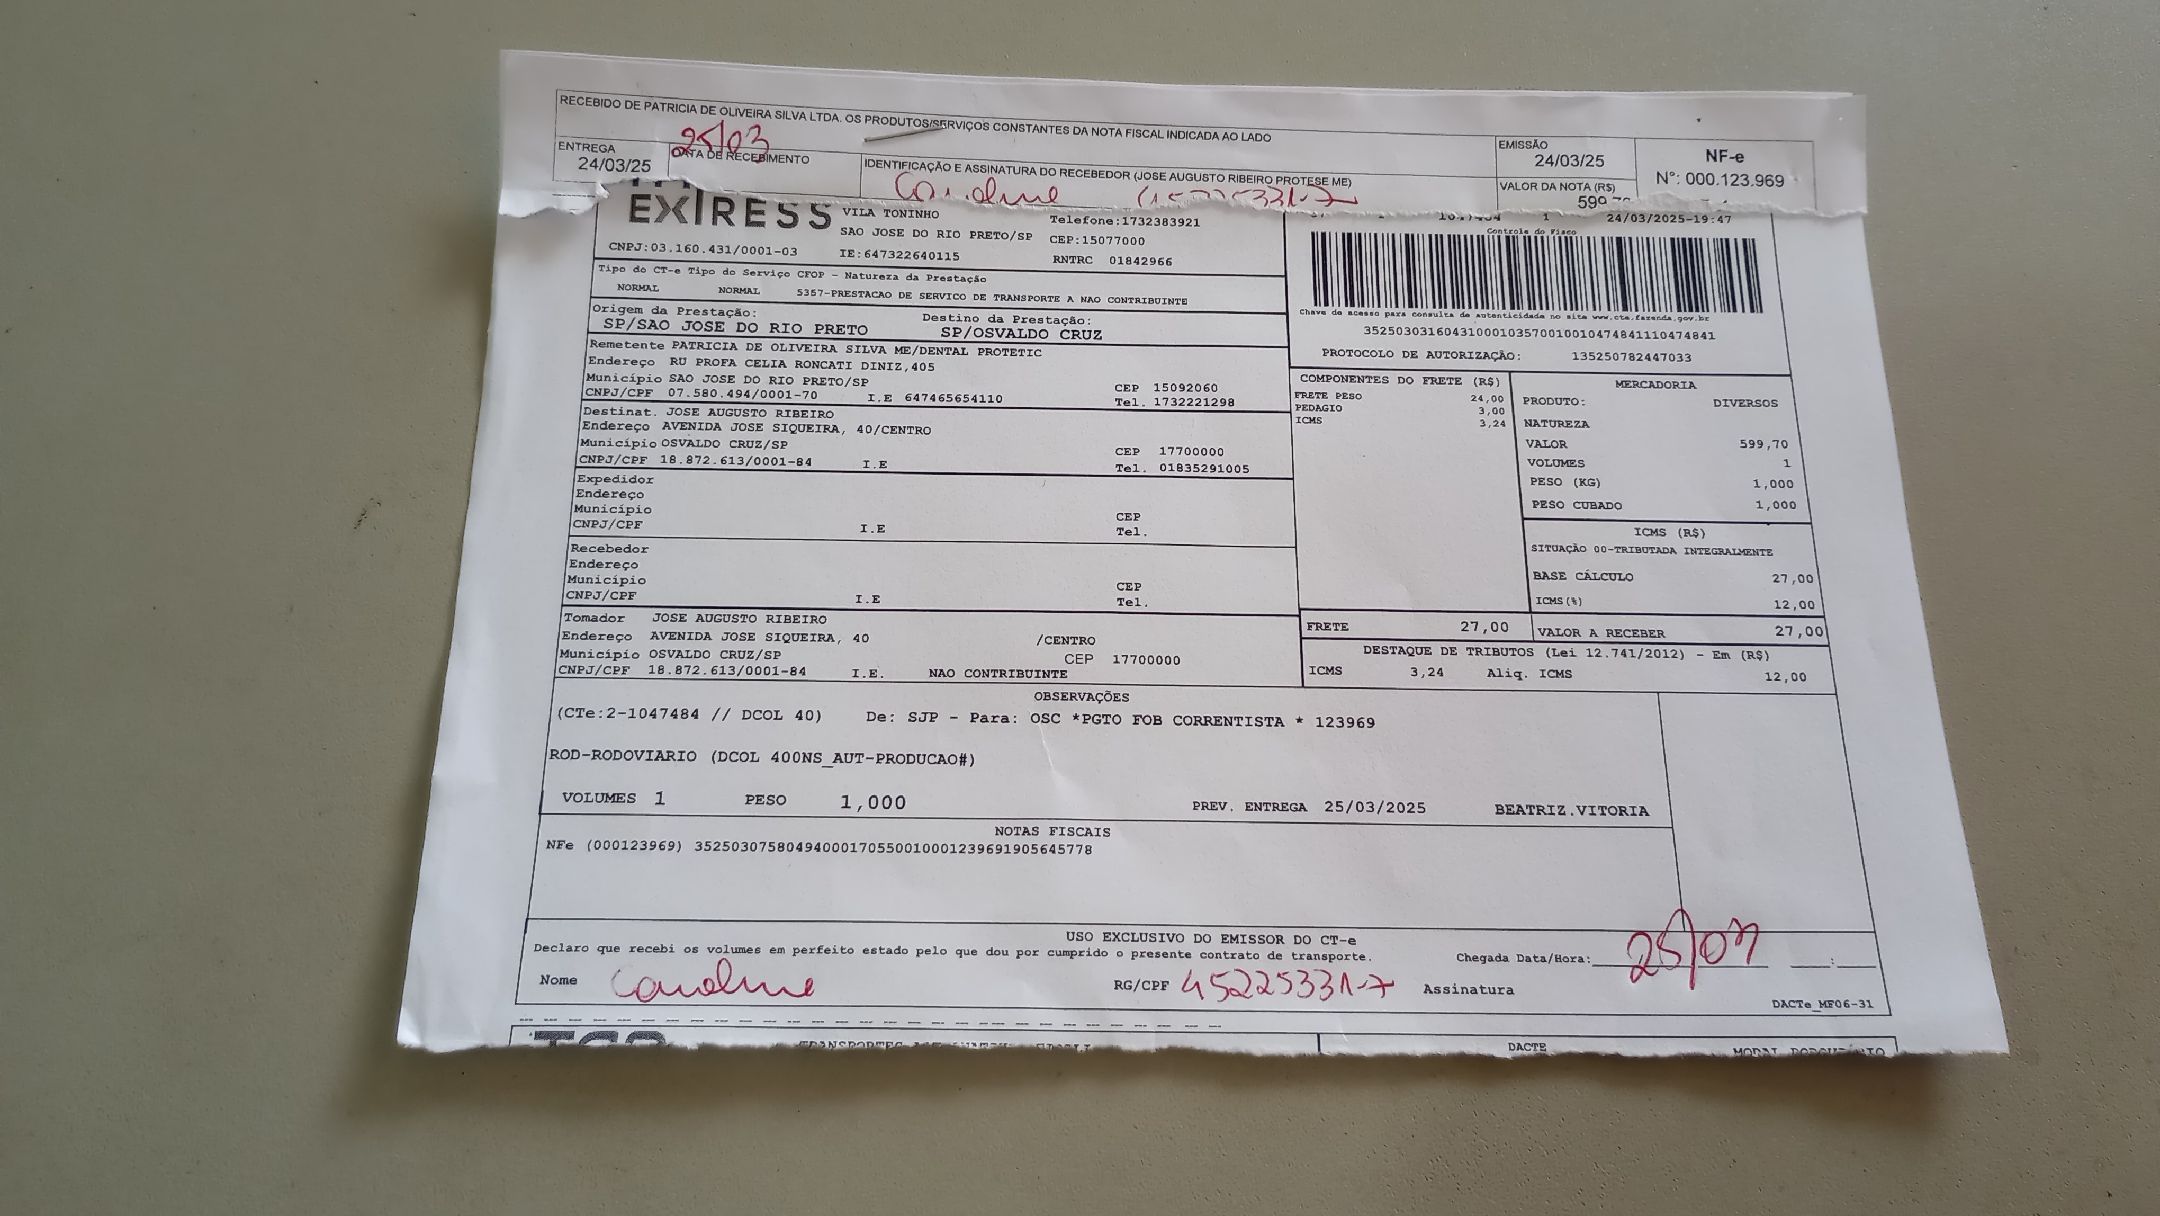 RECEBIDO DE PATRICIA DE OLIVEIRA SILVA LTDA. OS PRODUTOS/SERVIÇOS CONSTANTES DA NOTA FISCAL INDICADA AO LADO
25/03
ENTREGA
24/03/25
DATA DE RECEBIMENTO
IDENTIFICAÇÃO E ASSINATURA DO RECEBEDOR (JOSE AUGUSTO RIBEIRO PROTESE ME)
Caroline
EMISSÃO
24/03/25
VALOR DA NOTA (R$)
NF-e
Nº: 000.123.969
EXPRESS
VILA TONINHO
SAO JOSE DO RIO PRETO/SP
Telefone:1732383921
CEP:15077000
CNPJ:03.160.431/0001-03
IE:647322640115
RNTRC 01842966
Tipo do CT-e Tipo do Serviço CFOP - Natureza da Prestação
NORMAL NORMAL 5357-PRESTACAO DE SERVICO DE TRANSPORTE A NAO CONTRIBUINTE
Origem da Prestação: Destino da Prestação:
SP/SAO JOSE DO RIO PRETO SP/OSVALDO CRUZ
Remetente PATRICIA DE OLIVEIRA SILVA ME/DENTAL PROTETIC
Endereço RU PROFA CELIA RONCATI DINIZ,405
Município SAO JOSE DO RIO PRETO/SP CEP 15092060
CNPJ/CPF 07.580.494/0001-70 I.E 647465654110 Tel. 1732221298
Destinat. JOSE AUGUSTO RIBEIRO
Endereço AVENIDA JOSE SIQUEIRA, 40/CENTRO
Município OSVALDO CRUZ/SP CEP 17700000
CNPJ/CPF 18.872.613/0001-84 I.E Tel. 01835291005
Expedidor
Endereço
Município CEP
CNPJ/CPF I.E Tel.
Recebedor
Endereço
Município CEP
CNPJ/CPF I.E Tel.
Tomador JOSE AUGUSTO RIBEIRO
Endereço AVENIDA JOSE SIQUEIRA, 40 /CENTRO
Município OSVALDO CRUZ/SP CEP 17700000
CNPJ/CPF 18.872.613/0001-84 I.E. NAO CONTRIBUINTE
1 24/03/2025-19:47
Controle do Fisco
Chave de acesso para consulta de autenticidade no site www.cte.fazenda.gov.br
35250303160431000103570010010474841110474841
PROTOCOLO DE AUTORIZAÇÃO: 135250782447033
COMPONENTES DO FRETE (R$)
FRETE PESO 24,00
PEDAGIO 3,00
ICMS 3,24
MERCADORIA
PRODUTO: DIVERSOS
NATUREZA
VALOR 599,70
VOLUMES 1
PESO (KG) 1,000
PESO CUBADO 1,000
ICMS (R$)
SITUAÇÃO 00-TRIBUTADA INTEGRALMENTE
BASE CÁLCULO 27,00
ICMS(%) 12,00
FRETE 27,00 VALOR A RECEBER 27,00
DESTAQUE DE TRIBUTOS (Lei 12.741/2012) - Em (R$)
ICMS 3,24 Aliq. ICMS 12,00
OBSERVAÇÕES
(CTe:2-1047484 // DCOL 40) De: SJP - Para: OSC *PGTO FOB CORRENTISTA * 123969
ROD-RODOVIARIO (DCOL 400NS_AUT-PRODUCAO#)
VOLUMES 1 PESO 1,000 PREV. ENTREGA 25/03/2025 BEATRIZ.VITORIA
NOTAS FISCAIS
NFe (000123969) 35250307580494000170550010001239691905645778
USO EXCLUSIVO DO EMISSOR DO CT-e
Declaro que recebi os volumes em perfeito estado pelo que dou por cumprido o presente contrato de transporte. Chegada Data/Hora: 25/03
Nome Caroline RG/CPF 45225331-7 Assinatura
DACTe_MF06-31
DACTE